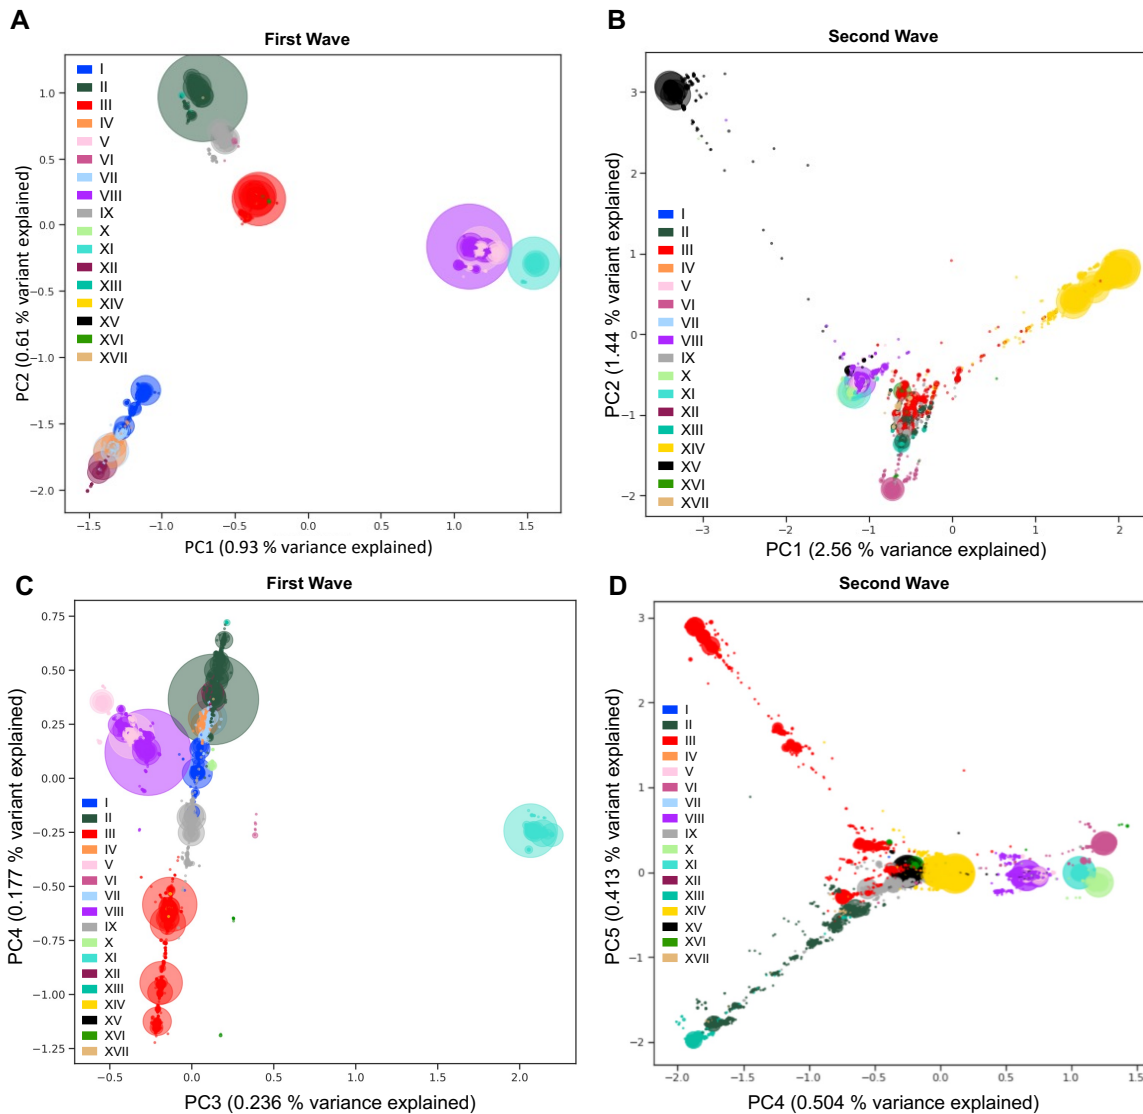 A
First Wave
I
II
III
IV
V
VI
VII
VIII
IX
X
XI
XII
XIII
XIV
XV
XVI
XVII
1.0
0.5
0.0
−0.5
−1.0
−1.5
−2.0
PC2 (0.61 % variant explained)
−1.5
−1.0
−0.5
0.0
0.5
1.0
1.5
PC1 (0.93 % variance explained)
B
Second Wave
I
II
III
IV
V
VI
VII
VIII
IX
X
XI
XII
XIII
XIV
XV
XVI
XVII
3
2
1
0
−1
−2
PC2 (1.44 % variant explained)
−3
−2
−1
0
1
2
PC1 (2.56 % variance explained)
C
First Wave
I
II
III
IV
V
VI
VII
VIII
IX
X
XI
XII
XIII
XIV
XV
XVI
XVII
0.75
0.50
0.25
0.00
−0.25
−0.50
−0.75
−1.00
−1.25
PC4 (0.1177 % variant explained)
−0.5
0.0
0.5
1.0
1.5
2.0
PC3 (0.236 % variance explained)
D
Second Wave
I
II
III
IV
V
VI
VII
VIII
IX
X
XI
XII
XIII
XIV
XV
XVI
XVII
3
2
1
0
−1
−2
PC5 (0.413 % variant explained)
−2.0
−1.5
−1.0
−0.5
0.0
0.5
1.0
1.5
PC4 (0.504 % variance explained)